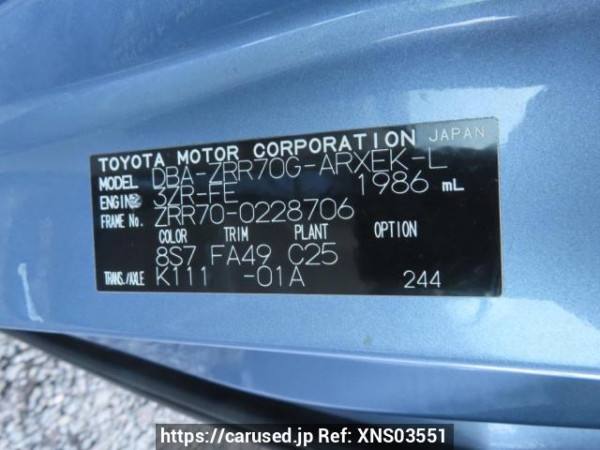 TOYOTA MOTOR CORPORATION JAPAN
MODEL DBA-ZRR70G-ARXEK-L
ENGINE 3ZR-FE 1986 mL
FRAME No. ZRR70-0228706
COLOR TRIM PLANT OPTION
8S7 FA49 C25
TRANS./AXLE K111 -01A 244
https://carused.jp Ref: XNS03551